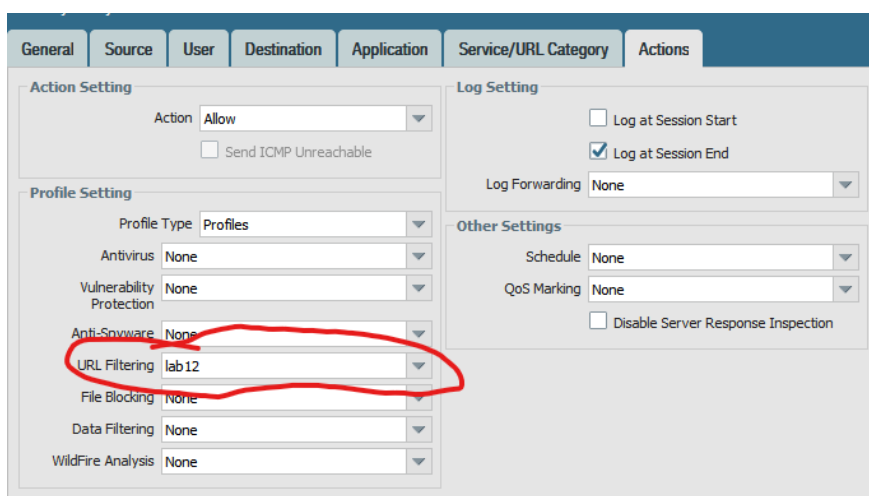 General Source User Destination Application Service/URL Category Actions
Action Setting
Action Allow
Send ICMP Unreachable
Profile Setting
Profile Type Profiles
Antivirus None
Vulnerability Protection None
Anti-Spyware None
URL Filtering lab12
File Blocking None
Data Filtering None
WildFire Analysis None
Log Setting
Log at Session Start
Log at Session End
Log Forwarding None
Other Settings
Schedule None
QoS Marking None
Disable Server Response Inspection